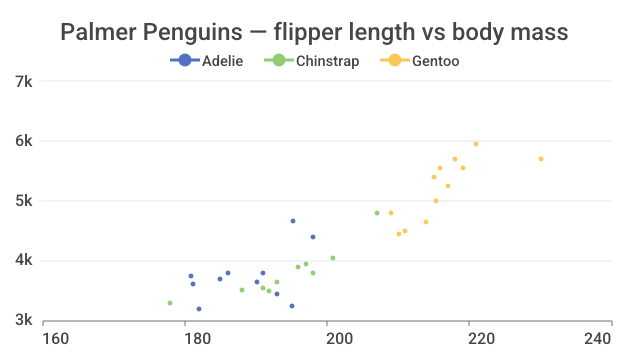 Palmer Penguins — flipper length vs body mass
Adelie Chinstrap Gentoo
7k
6k
5k
4k
3k
160 180 200 220 240